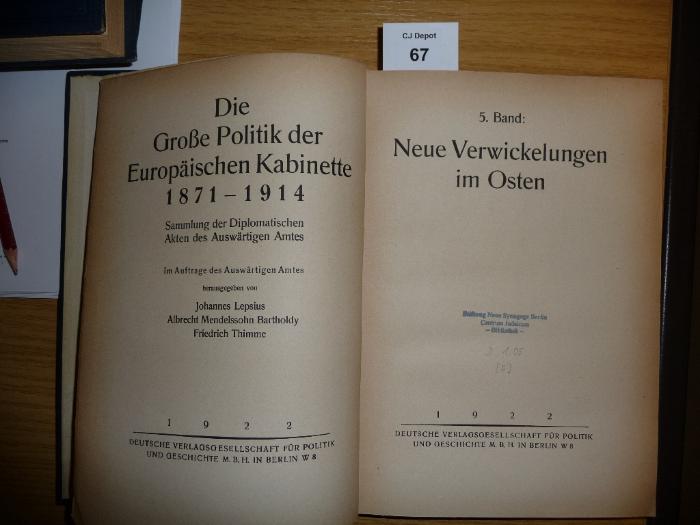 CJ Depot
67
Die
Große Politik der
Europäischen Kabinette
1871–1914
Sammlung der Diplomatischen
Akten des Auswärtigen Amtes
Im Auftrage des Auswärtigen Amtes
herausgegeben von
Johannes Lepsius
Albrecht Mendelssohn Bartholdy
Friedrich Thimme
1 9 2 2
DEUTSCHE VERLAGSGESELLSCHAFT FÜR POLITIK
UND GESCHICHTE M. B. H. IN BERLIN W 8
5. Band:
Neue Verwickelungen
im Osten
Stiftung Neue Synagoge Berlin
Centrum Judaicum
– Bibliothek –
1 9 2 2
DEUTSCHE VERLAGSGESELLSCHAFT FÜR POLITIK
UND GESCHICHTE M. B. H. IN BERLIN W 8